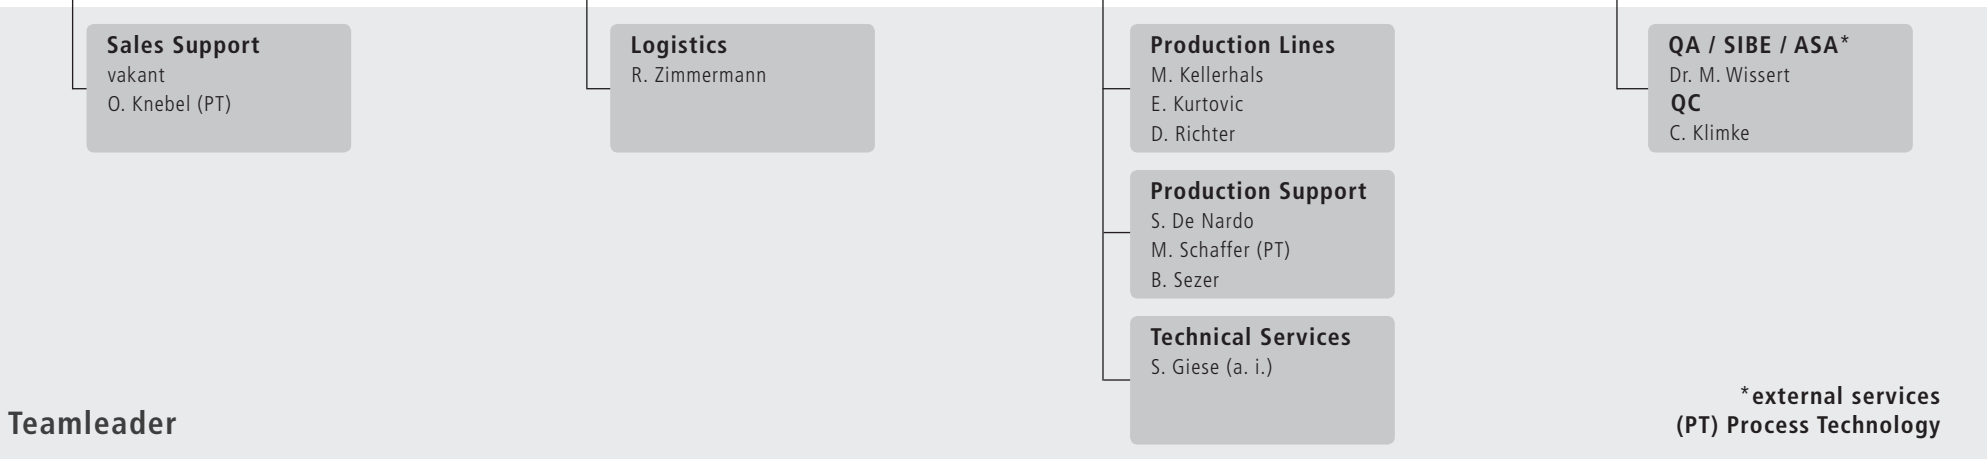 Sales Support
vakant
O. Knebel (PT)
Logistics
R. Zimmermann
Production Lines
M. Kellerhals
E. Kurtovic
D. Richter
QA / SIBE / ASA*
Dr. M. Wissert
QC
C. Klimke
Production Support
S. De Nardo
M. Schaffer (PT)
B. Sezer
Technical Services
S. Giese (a. i.)
Teamleader
*external services
(PT) Process Technology